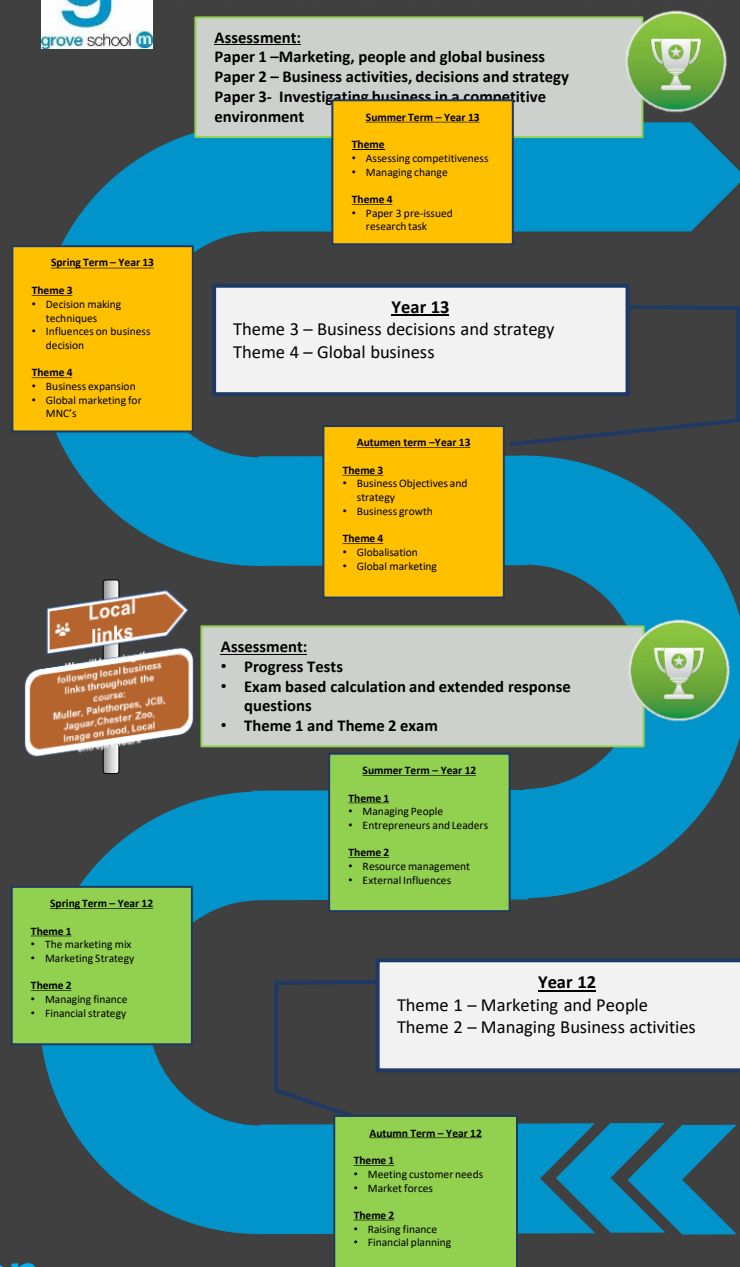 grove school m
Assessment:
Paper 1 –Marketing, people and global business
Paper 2 – Business activities, decisions and strategy
Paper 3- Investigating business in a competitive
environment
Summer Term – Year 13
Theme
• Assessing competitiveness
• Managing change
Theme 4
• Paper 3 pre-issued
research task
Spring Term – Year 13
Theme 3
• Decision making
techniques
• Influences on business
decision
Theme 4
• Business expansion
• Global marketing for
MNC's
Year 13
Theme 3 – Business decisions and strategy
Theme 4 – Global business
Autumen term –Year 13
Theme 3
• Business Objectives and
strategy
• Business growth
Theme 4
• Globalisation
• Global marketing
Local
links
following local business
links throughout the
course:
Muller, Palethorpes, JCB,
Jaguar,Chester Zoo,
Image on food, Local
Assessment:
• Progress Tests
• Exam based calculation and extended response
questions
• Theme 1 and Theme 2 exam
Summer Term – Year 12
Theme 1
• Managing People
• Entrepreneurs and Leaders
Theme 2
• Resource management
• External Influences
Spring Term – Year 12
Theme 1
• The marketing mix
• Marketing Strategy
Theme 2
• Managing finance
• Financial strategy
Year 12
Theme 1 – Marketing and People
Theme 2 – Managing Business activities
Autumn Term – Year 12
Theme 1
• Meeting customer needs
• Market forces
Theme 2
• Raising finance
• Financial planning